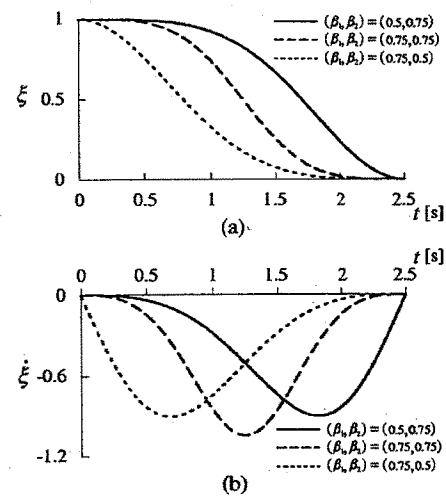 1
0.5
0
ξ
(β₁,β₂)=(0.5,0.75)
(β₁,β₂)=(0.75,0.75)
(β₁,β₂)=(0.75,0.5)
0 0.5 1 1.5 2 2.5
t [s]
(a)
t [s]
0 0.5 1 1.5 2 2.5
0
-0.6
-1.2
ξ̇
(β₁,β₂)=(0.5,0.75)
(β₁,β₂)=(0.75,0.75)
(β₁,β₂)=(0.75,0.5)
(b)